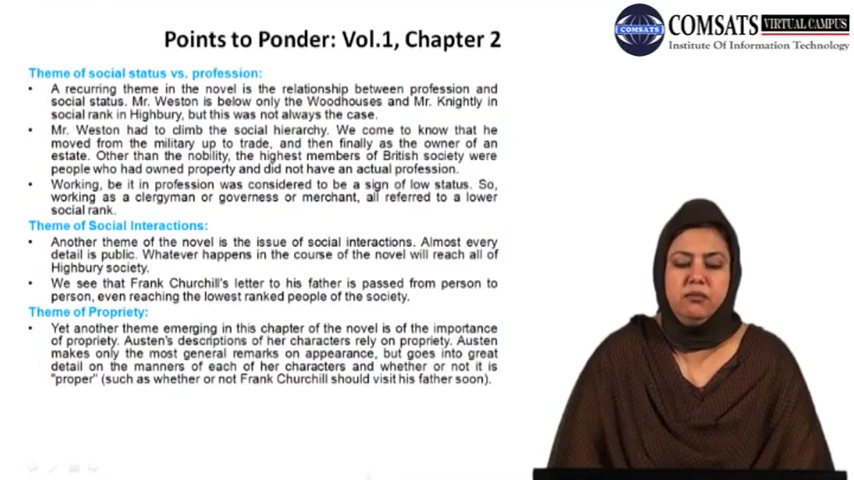 Points to Ponder: Vol.1, Chapter 2
COMSATS VIRTUAL CAMPUS
Institute Of Information Technology
COMSATS
Theme of social status vs. profession:
• A recurring theme in the novel is the relationship between profession and
social status. Mr. Weston is below only the Woodhouses and Mr. Knightly in
social rank in Highbury, but this was not always the case.
• Mr. Weston had to climb the social hierarchy. We come to know that he
moved from the military up to trade, and then finally as the owner of an
estate. Other than the nobility, the highest members of British society were
people who had owned property and did not have an actual profession.
• Working, be it in profession was considered to be a sign of low status. So,
working as a clergyman or governess or merchant, all referred to a lower
social rank.
Theme of Social Interactions:
• Another theme of the novel is the issue of social interactions. Almost every
detail is public. Whatever happens in the course of the novel will reach all of
Highbury society.
• We see that Frank Churchill's letter to his father is passed from person to
person, even reaching the lowest ranked people of the society.
Theme of Propriety:
• Yet another theme emerging in this chapter of the novel is of the importance
of propriety. Austen's descriptions of her characters rely on propriety. Austen
makes only the most general remarks on appearance, but goes into great
detail on the manners of each of her characters and whether or not it is
"proper" (such as whether or not Frank Churchill should visit his father soon).